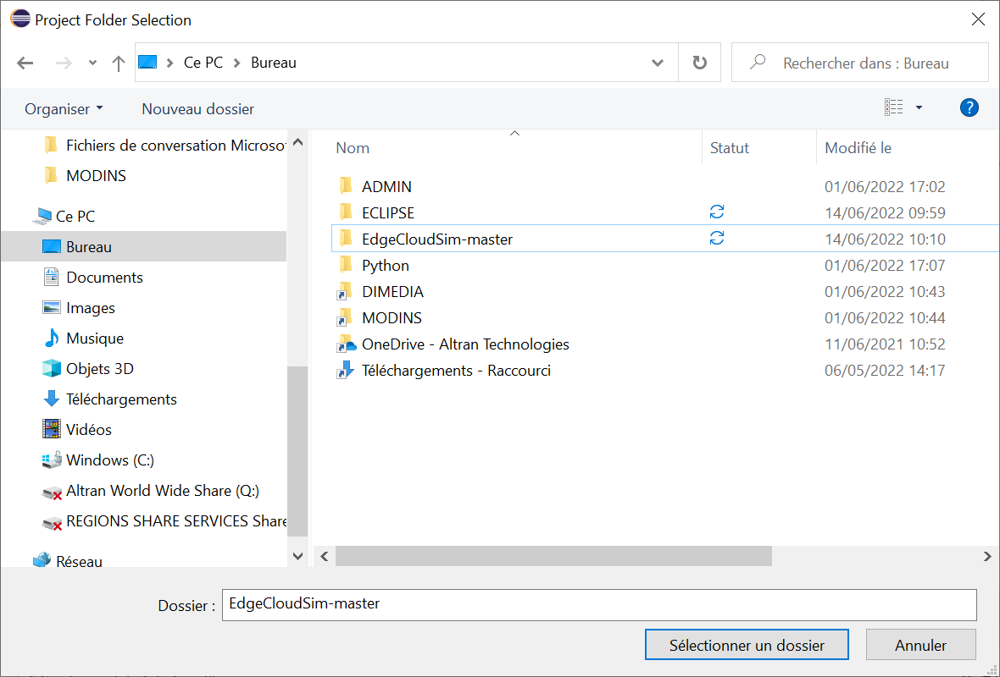 Project Folder Selection
Ce PC > Bureau
Rechercher dans : Bureau
Organiser
Nouveau dossier
?
Fichiers de conversation Microso
MODINS
Ce PC
Bureau
Documents
Images
Musique
Objets 3D
Téléchargements
Vidéos
Windows (C:)
Altran World Wide Share (Q:)
REGIONS SHARE SERVICES Share
Réseau
Nom Statut Modifié le
ADMIN 01/06/2022 17:02
ECLIPSE 14/06/2022 09:59
EdgeCloudSim-master 14/06/2022 10:10
Python 01/06/2022 17:07
DIMEDIA 01/06/2022 10:43
MODINS 01/06/2022 10:44
OneDrive - Altran Technologies 11/06/2021 10:52
Téléchargements - Raccourci 06/05/2022 14:17
Dossier : EdgeCloudSim-master
Sélectionner un dossier Annuler